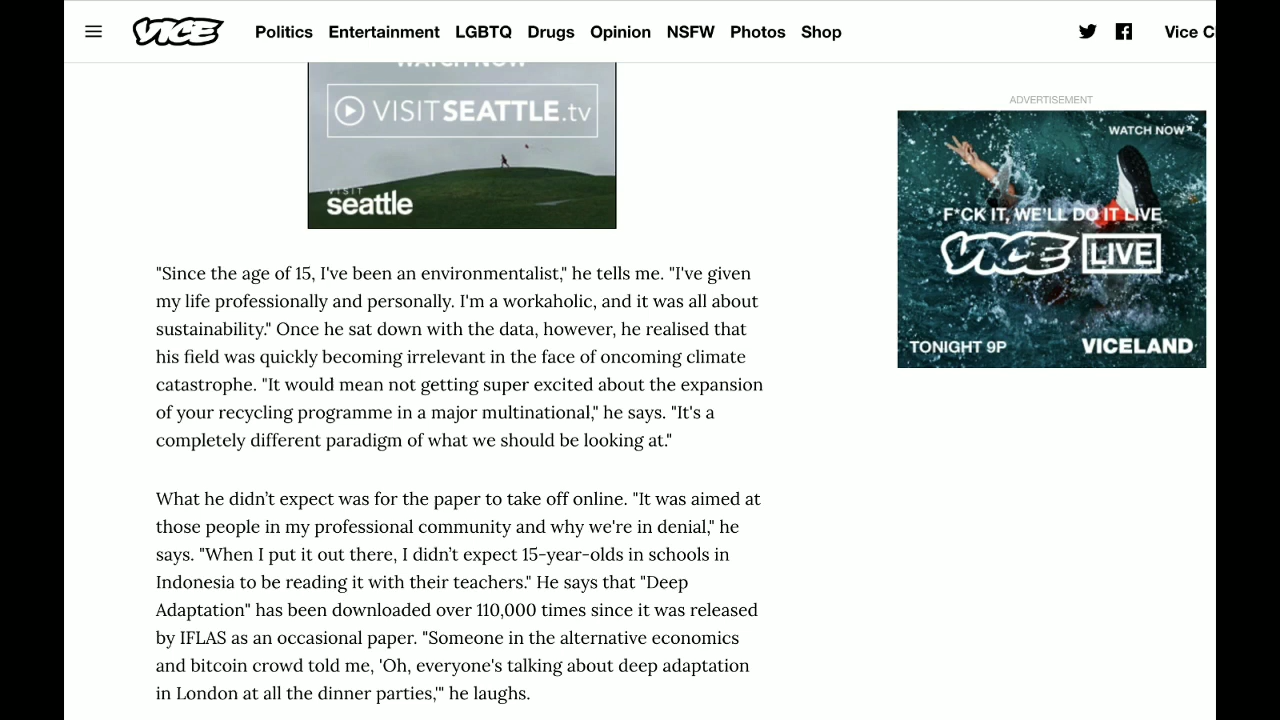 VICE
Politics Entertainment LGBTQ Drugs Opinion NSFW Photos Shop
Vice C
WATCH NOW
VISITSEATTLE.tv
VISIT
seattle
ADVERTISEMENT
WATCH NOW
F*CK IT, WE'LL DO IT LIVE
VICE LIVE
TONIGHT 9P VICELAND
"Since the age of 15, I've been an environmentalist," he tells me. "I've given
my life professionally and personally. I'm a workaholic, and it was all about
sustainability." Once he sat down with the data, however, he realised that
his field was quickly becoming irrelevant in the face of oncoming climate
catastrophe. "It would mean not getting super excited about the expansion
of your recycling programme in a major multinational," he says. "It's a
completely different paradigm of what we should be looking at."
What he didn’t expect was for the paper to take off online. "It was aimed at
those people in my professional community and why we're in denial," he
says. "When I put it out there, I didn’t expect 15-year-olds in schools in
Indonesia to be reading it with their teachers." He says that "Deep
Adaptation" has been downloaded over 110,000 times since it was released
by IFLAS as an occasional paper. "Someone in the alternative economics
and bitcoin crowd told me, 'Oh, everyone's talking about deep adaptation
in London at all the dinner parties,'" he laughs.